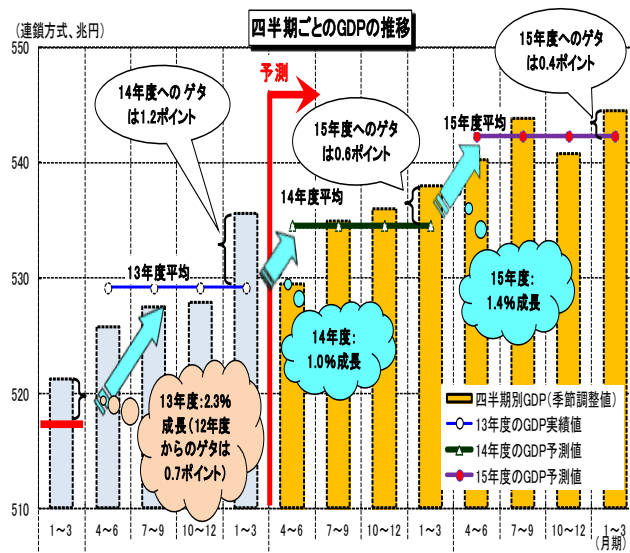 四半期ごとのGDPの推移
(連鎖方式、兆円)
550
540
530
520
510
予測
14年度への ゲタ
は1.2ポイント
15年度へのゲタ
は0.6ポイント
15年度へのゲタ
は0.4ポイント
13年度平均
14年度平均
15年度平均
13年度:2.3%
成長(12年度
からのゲタは
0.7ポイント)
14年度:
1.0%成長
15年度:
1.4%成長
四半期別GDP(季節調整値)
13年度のGDP実績値
14年度のGDP予測値
15年度のGDP予測値
1~3 4~6 7~9 10~12 1~3 4~6 7~9 10~12 1~3 4~6 7~9 10~12 1~3
(月期)